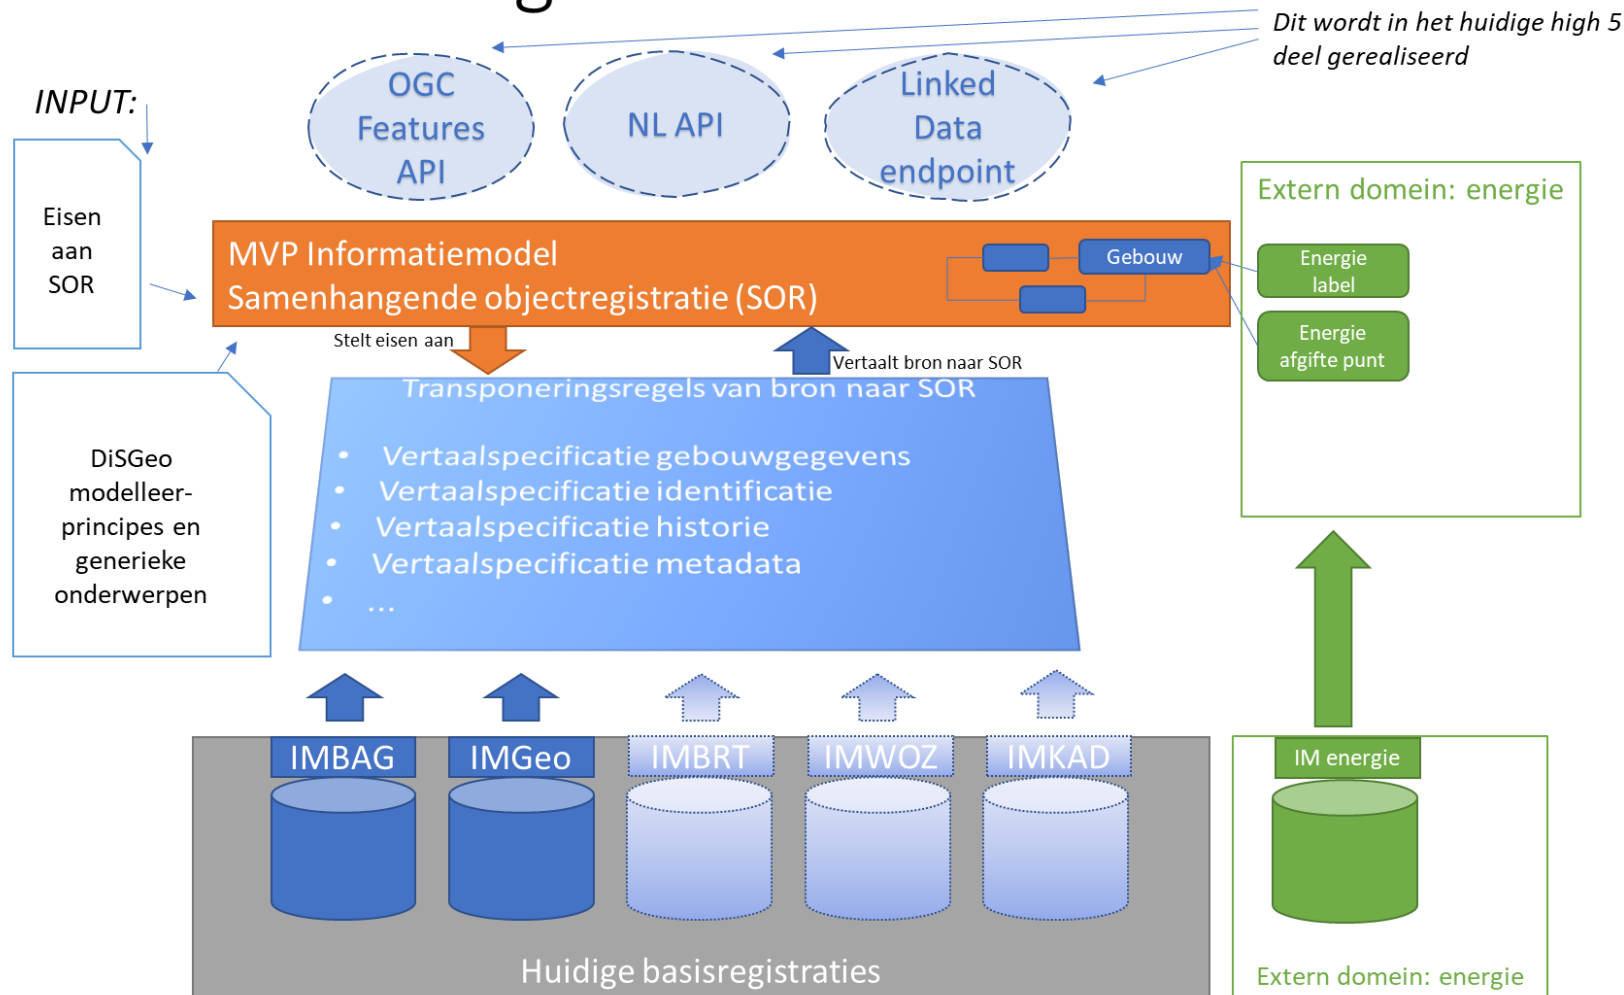 Dit wordt in het huidige high 5
deel gerealiseerd
INPUT:
OGC
Features
API
NL API
Linked
Data
endpoint
Eisen
aan
SOR
Extern domein: energie
MVP Informatiemodel
Samenhangende objectregistratie (SOR)
Gebouw
Energie
label
Energie
afgifte punt
Stelt eisen aan
Vertaalt bron naar SOR
DiSGeo
modelleer-
principes en
generieke
onderwerpen
Transponeringsregels van bron naar SOR
• Vertaalspecificatie gebouwgegevens
• Vertaalspecificatie identificatie
• Vertaalspecificatie historie
• Vertaalspecificatie metadata
• ...
IMBAG
IMGeo
IMBRT
IMWOZ
IMKAD
IM energie
Huidige basisregistraties
Extern domein: energie